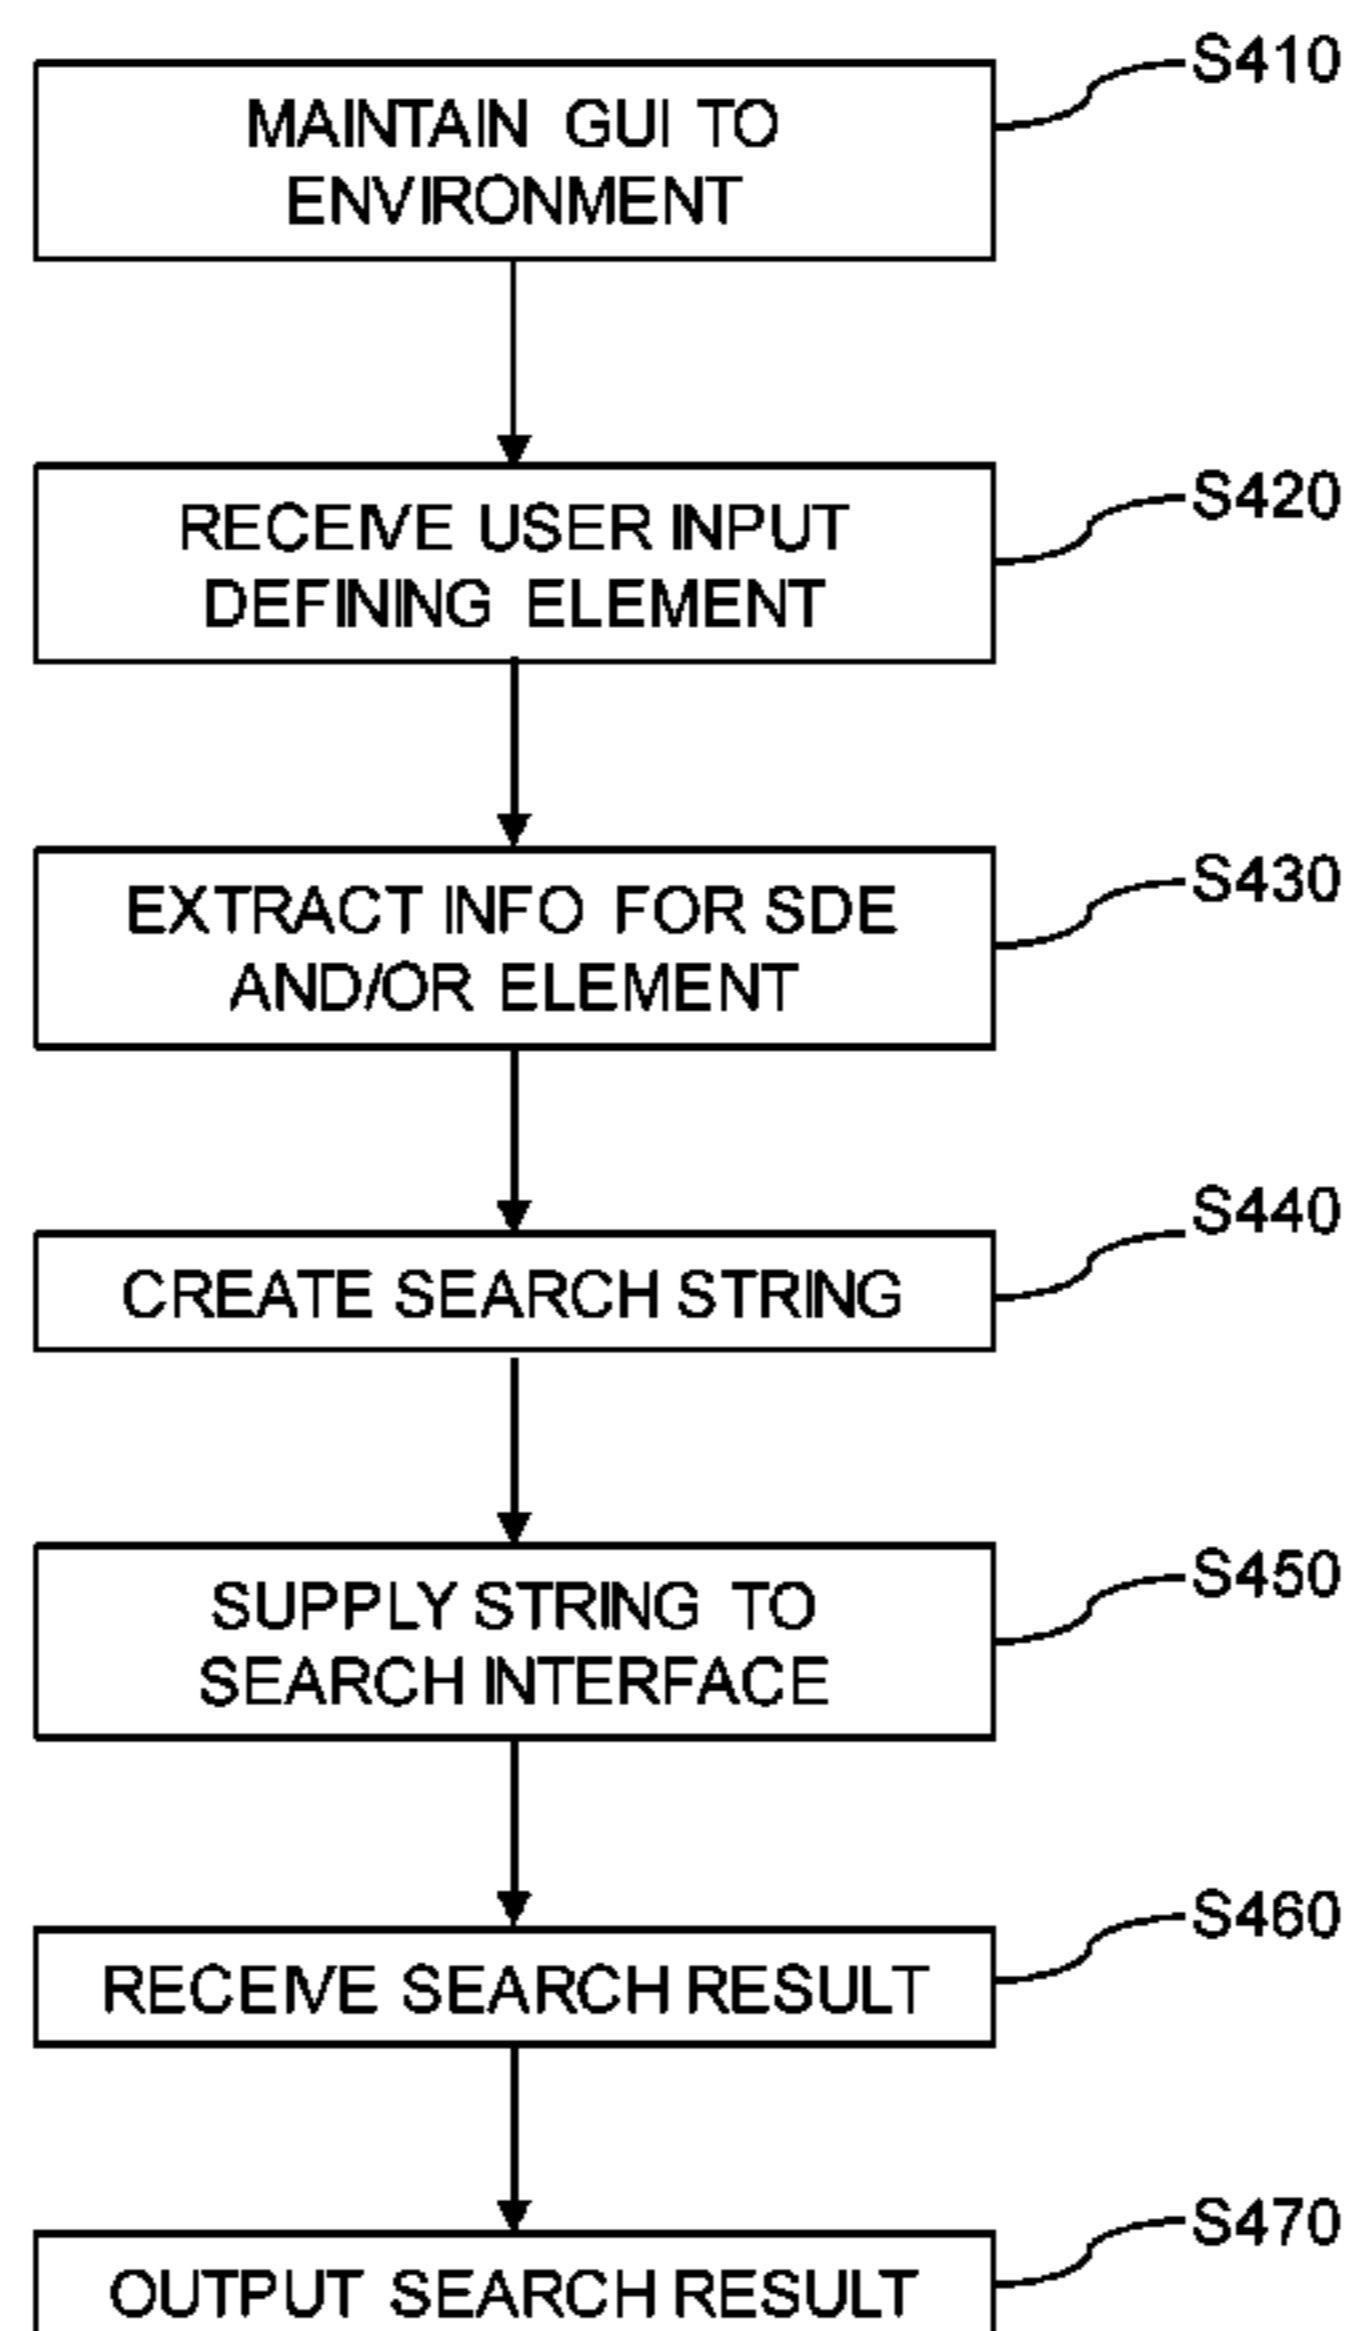 S410
MAINTAIN GUI TO
ENVIRONMENT
S420
RECEIVE USER INPUT
DEFINING ELEMENT
S430
EXTRACT INFO FOR SDE
AND/OR ELEMENT
S440
CREATE SEARCH STRING
S450
SUPPLY STRING TO
SEARCH INTERFACE
S460
RECEIVE SEARCH RESULT
S470
OUTPUT SEARCH RESULT